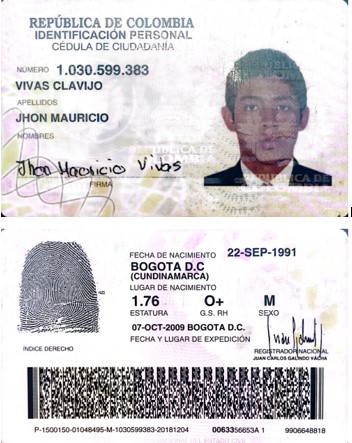 REPÚBLICA DE COLOMBIA
IDENTIFICACIÓN PERSONAL
CÉDULA DE CIUDADANÍA
NÚMERO 1.030.599.383
VIVAS CLAVIJO
APELLIDOS
JHON MAURICIO
NOMBRES
Jhon Mauricio Vivas
FIRMA
FECHA DE NACIMIENTO 22-SEP-1991
BOGOTA D.C
(CUNDINAMARCA)
LUGAR DE NACIMIENTO
1.76 O+ M
ESTATURA G.S. RH SEXO
07-OCT-2009 BOGOTA D.C.
FECHA Y LUGAR DE EXPEDICIÓN
INDICE DERECHO
REGISTRADOR NACIONAL
JUAN CARLOS GALINDO VACHA
P-1500150-01048495-M-1030599383-20181204 0063356653A 1 9906648818